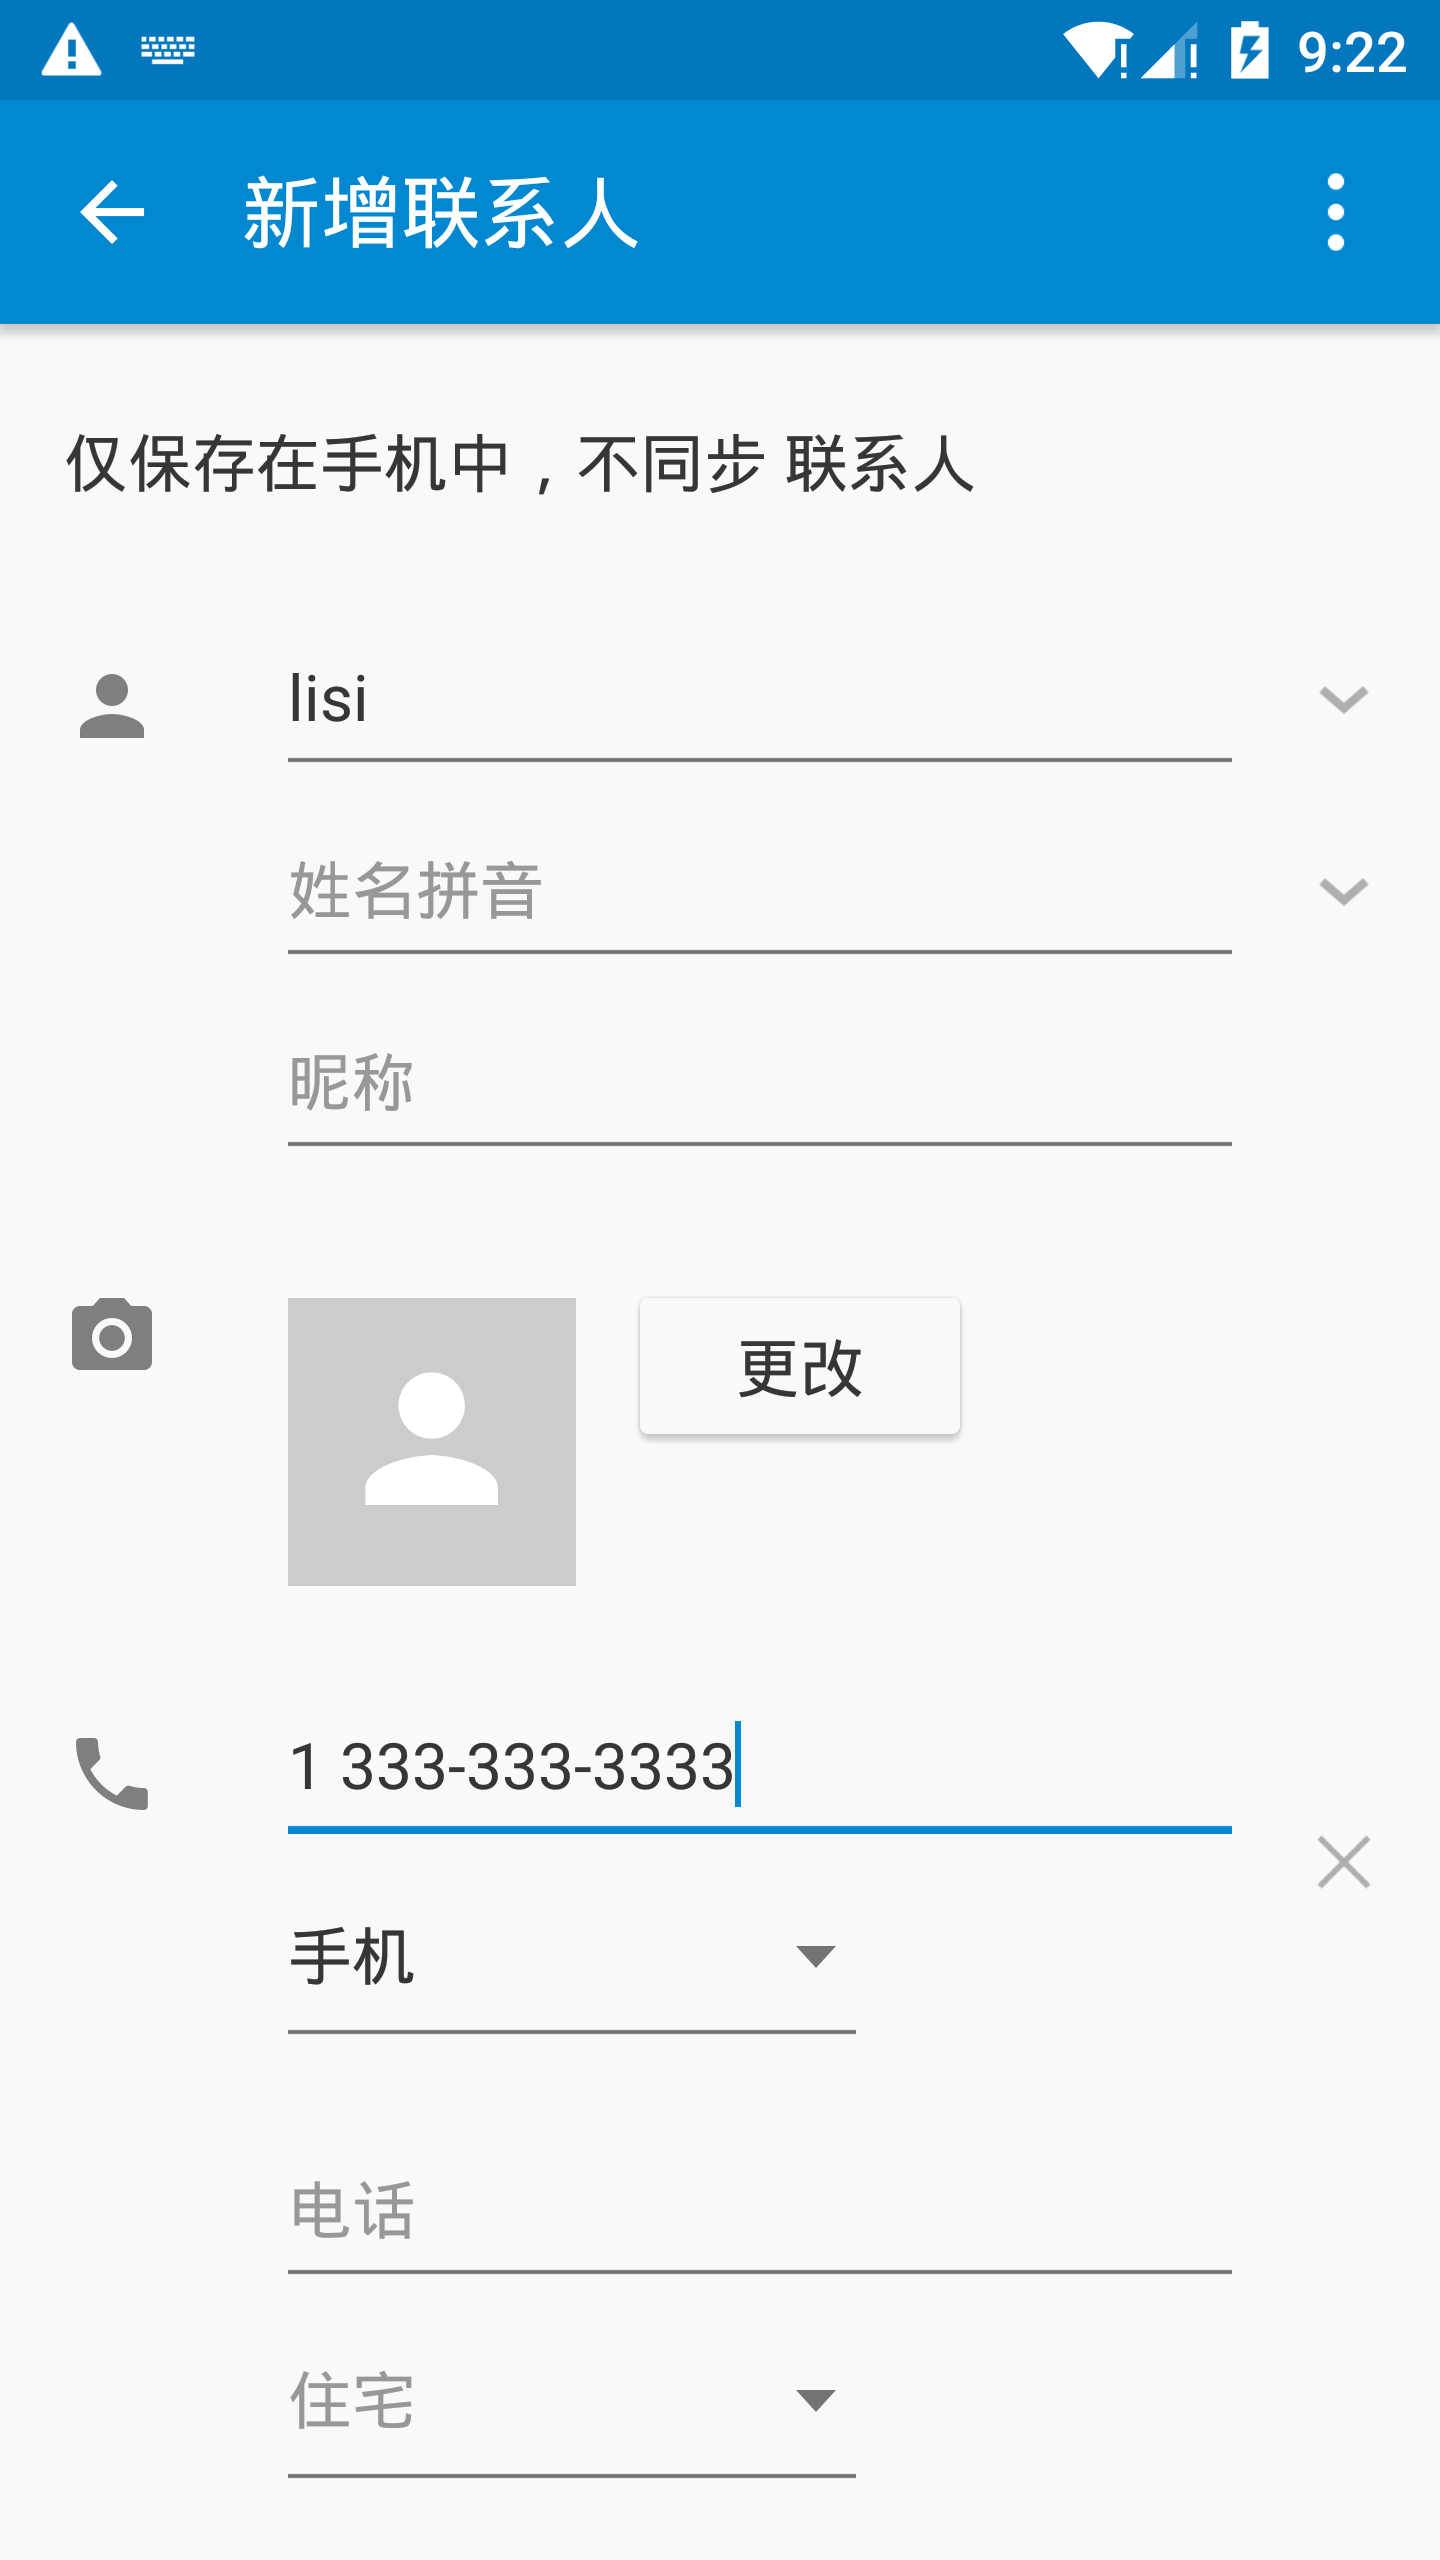 9:22
新增联系人
仅保存在手机中，不同步 联系人
lisi
姓名拼音
昵称
更改
1 333-333-3333
手机
电话
住宅